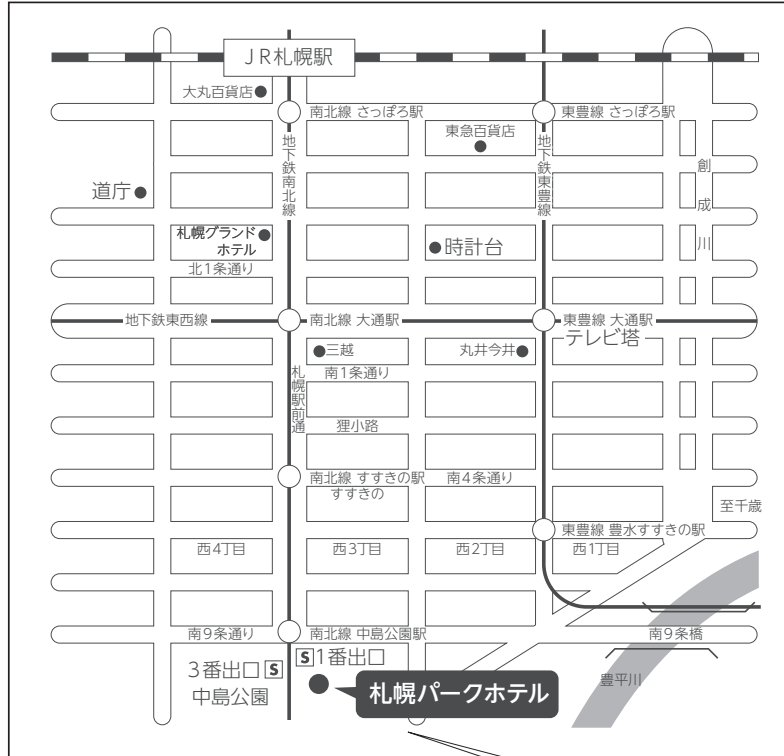 JR札幌駅
大丸百貨店
南北線 さっぽろ駅
東豊線 さっぽろ駅
東急百貨店
地下鉄南北線
地下鉄東豊線
創成川
道庁
札幌グランド
ホテル
時計台
北1条通り
地下鉄東西線
南北線 大通駅
東豊線 大通駅
テレビ塔
三越
丸井今井
南1条通り
札幌駅前通
狸小路
南北線 すすきの駅
すすきの
南4条通り
至千歳
東豊線 豊水すすきの駅
西4丁目
西3丁目
西2丁目
西1丁目
南9条通り
南北線 中島公園駅
南9条橋
S1番出口
3番出口S
中島公園
豊平川
札幌パークホテル